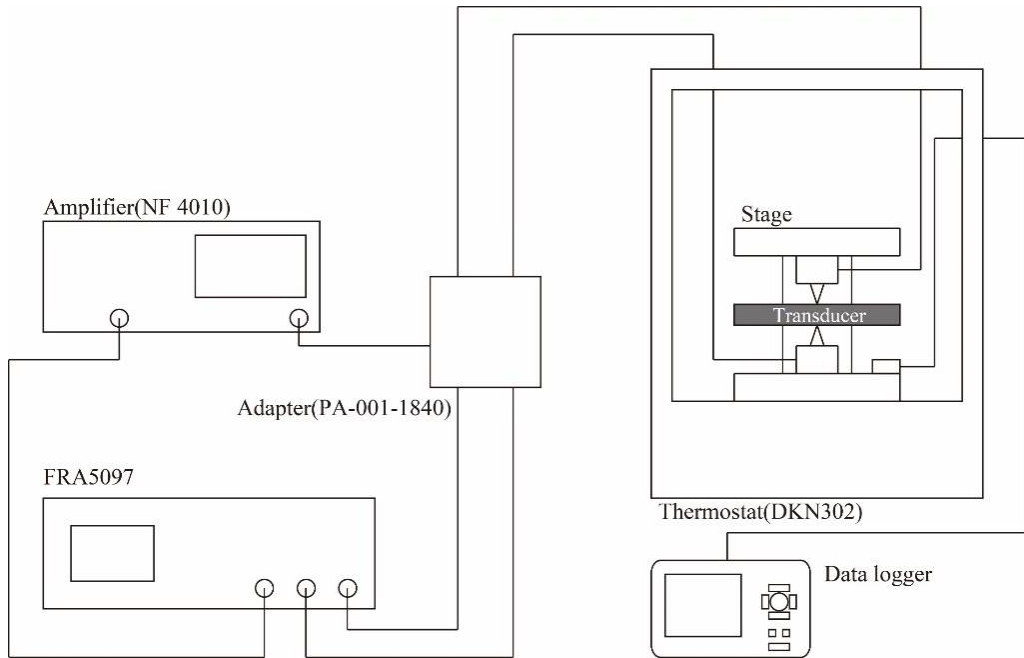 Amplifier(NF 4010)
Stage
Transducer
Adapter(PA-001-1840)
FRA5097
Thermostat(DKN302)
Data logger